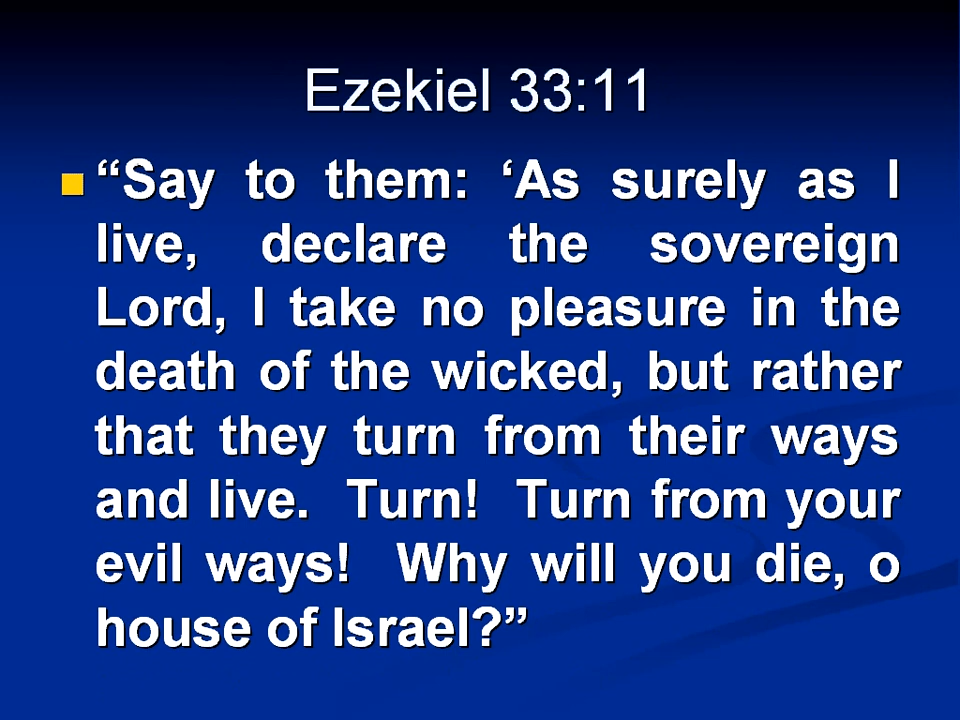 Ezekiel 33:11
“Say to them: ‘As surely as I
live, declare the sovereign
Lord, I take no pleasure in the
death of the wicked, but rather
that they turn from their ways
and live.  Turn!  Turn from your
evil ways!  Why will you die, o
house of Israel?”